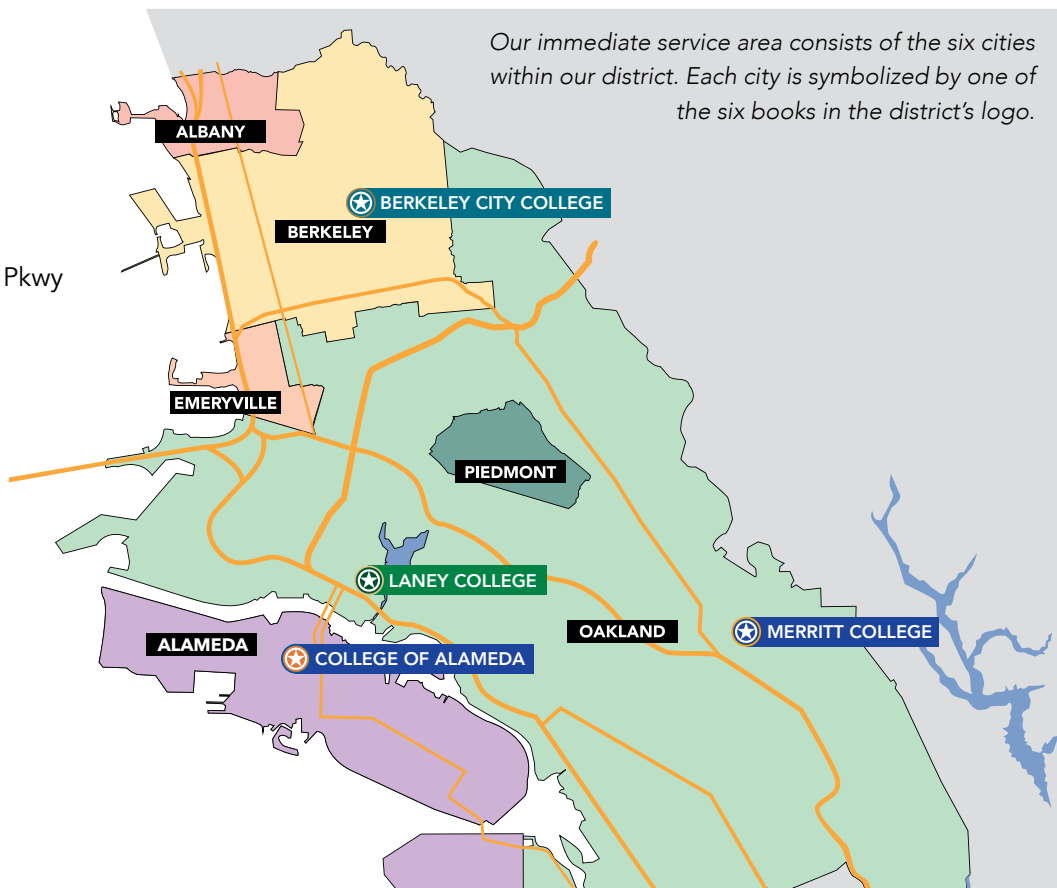 Our immediate service area consists of the six cities
within our district. Each city is symbolized by one of
the six books in the district's logo.
ALBANY
BERKELEY CITY COLLEGE
BERKELEY
Pkwy
EMERYVILLE
PIEDMONT
LANEY COLLEGE
OAKLAND
MERRITT COLLEGE
ALAMEDA
COLLEGE OF ALAMEDA